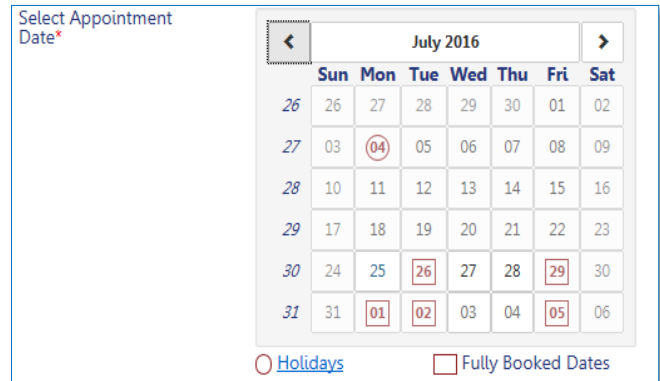 Select Appointment
Date*
July 2016
Sun Mon Tue Wed Thu Fri Sat
26 26 27 28 29 30 01 02
27 03 04 05 06 07 08 09
28 10 11 12 13 14 15 16
29 17 18 19 20 21 22 23
30 24 25 26 27 28 29 30
31 31 01 02 03 04 05 06
Holidays Fully Booked Dates